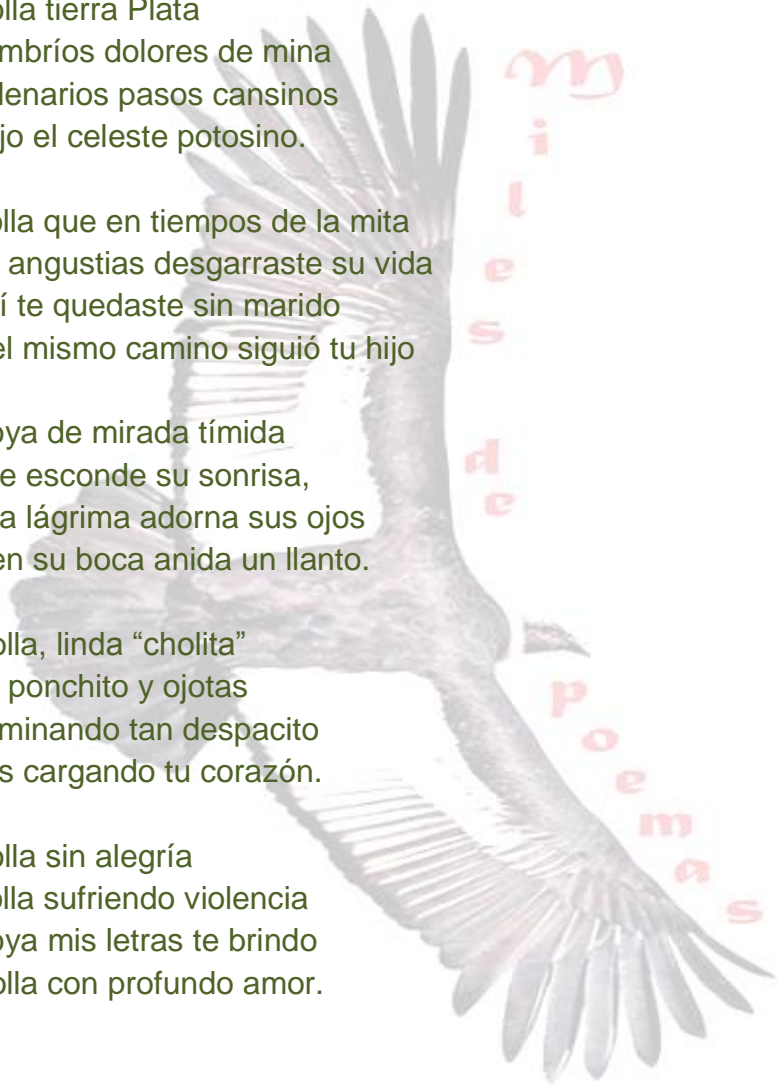 olla tierra Plata
mbríos dolores de mina
lenarios pasos cansinos
jo el celeste potosino.
olla que en tiempos de la mita
angustias desgarraste su vida
í te quedaste sin marido
el mismo camino siguió tu hijo
oya de mirada tímida
e esconde su sonrisa,
a lágrima adorna sus ojos
en su boca anida un llanto.
olla, linda “cholita”
ponchito y ojotas
minando tan despacito
s cargando tu corazón.
olla sin alegría
olla sufriendo violencia
oya mis letras te brindo
olla con profundo amor.
Miles de poemas